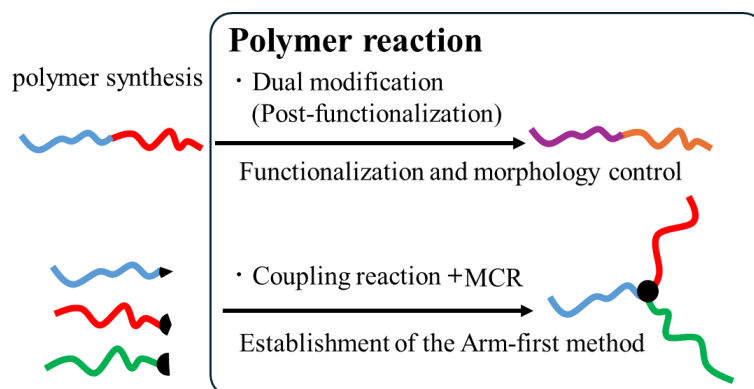 Polymer reaction
polymer synthesis
・Dual modification
(Post-functionalization)
Functionalization and morphology control
・Coupling reaction +MCR
Establishment of the Arm-first method